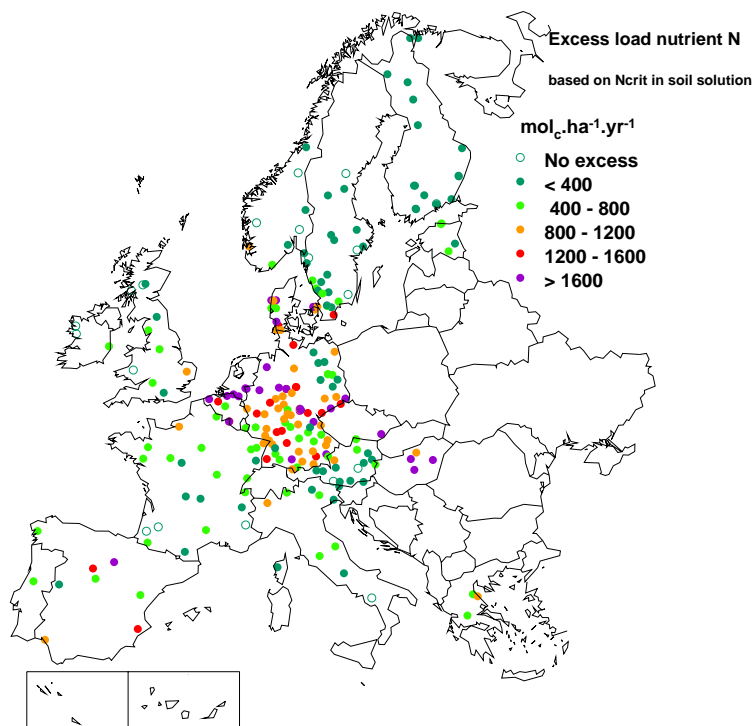 Excess load nutrient N
based on Ncrit in soil solution
mol_c.ha⁻¹.yr⁻¹
No excess
< 400
400 - 800
800 - 1200
1200 - 1600
> 1600